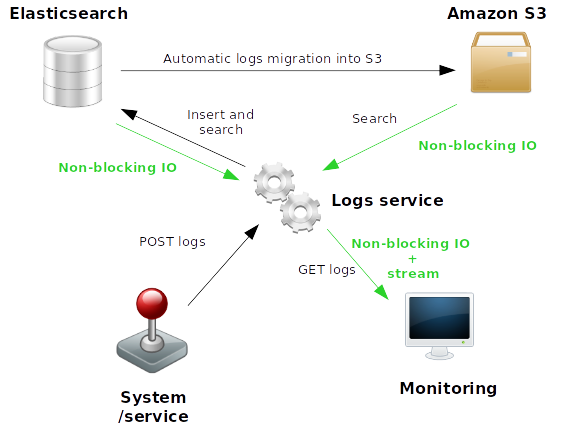 Elasticsearch
Amazon S3
Automatic logs migration into S3
Insert and
search
Search
Non-blocking IO
Non-blocking IO
Logs service
POST logs
Non-blocking IO
+
stream
GET logs
System
/service
Monitoring